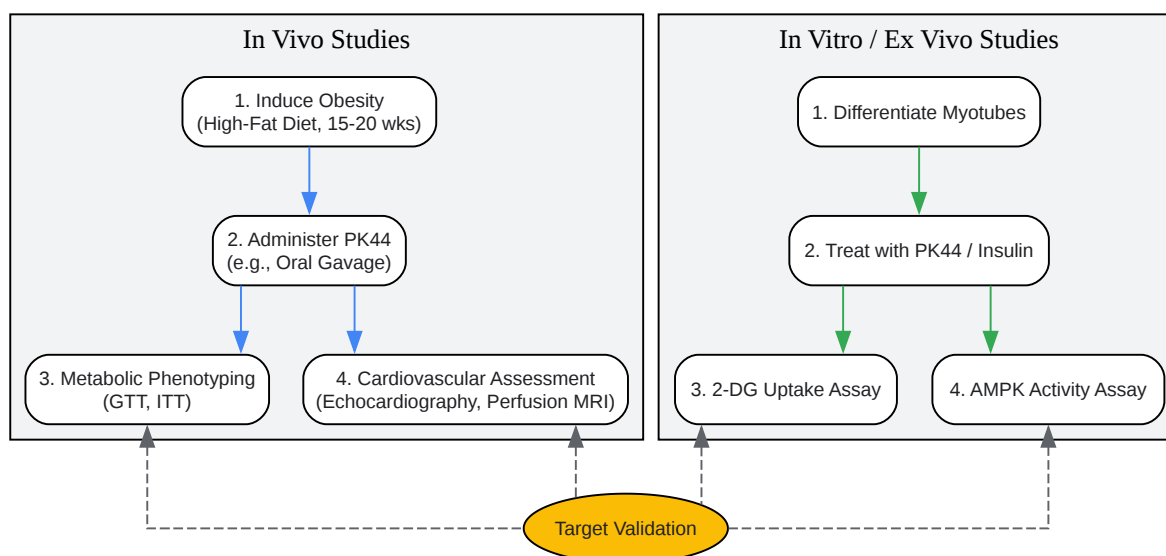 In Vivo Studies
1. Induce Obesity
(High-Fat Diet, 15-20 wks)
2. Administer PK44
(e.g., Oral Gavage)
3. Metabolic Phenotyping
(GTT, ITT)
4. Cardiovascular Assessment
(Echocardiography, Perfusion MRI)
In Vitro / Ex Vivo Studies
1. Differentiate Myotubes
2. Treat with PK44 / Insulin
3. 2-DG Uptake Assay
4. AMPK Activity Assay
Target Validation